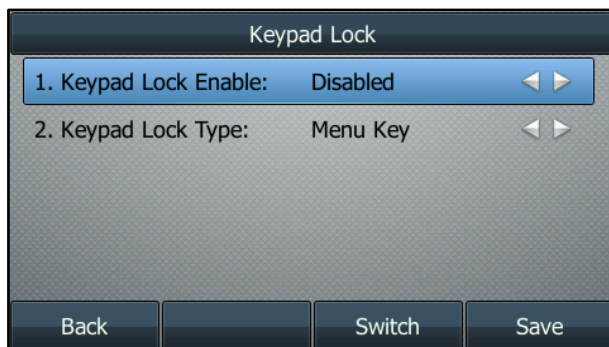 Keypad Lock
1. Keypad Lock Enable: Disabled
2. Keypad Lock Type: Menu Key
Back Switch Save